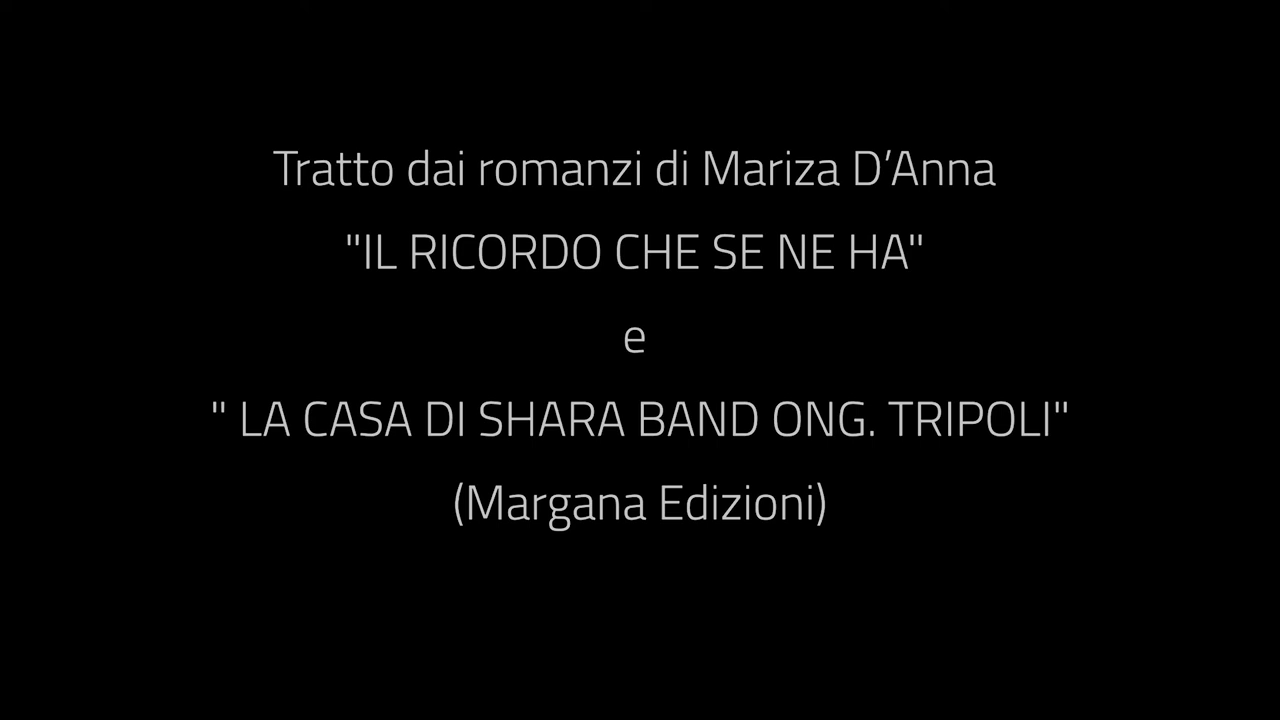 Tratto dai romanzi di Mariza D’Anna
"IL RICORDO CHE SE NE HA"
e
" LA CASA DI SHARA BAND ONG. TRIPOLI"
(Margana Edizioni)